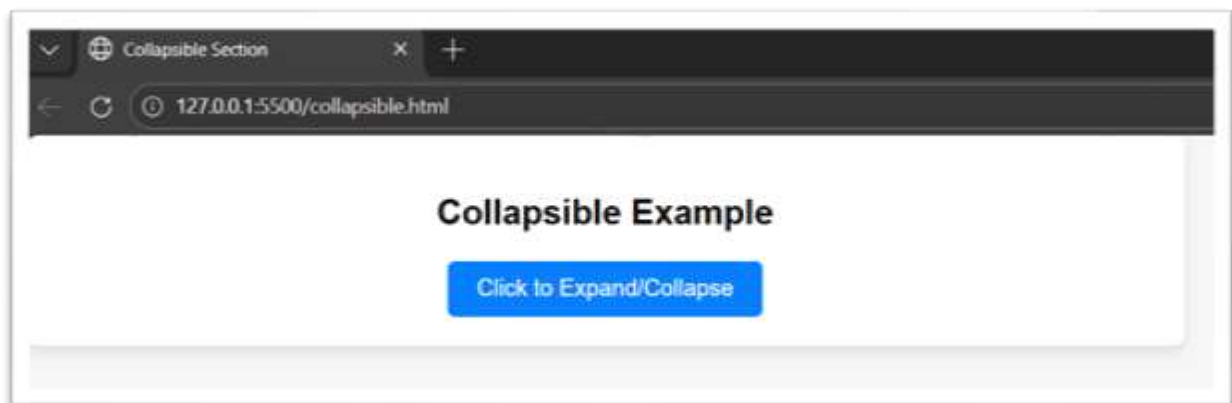 Collapsible Section
127.0.0.1:5500/collapsible.html
Collapsible Example
Click to Expand/Collapse